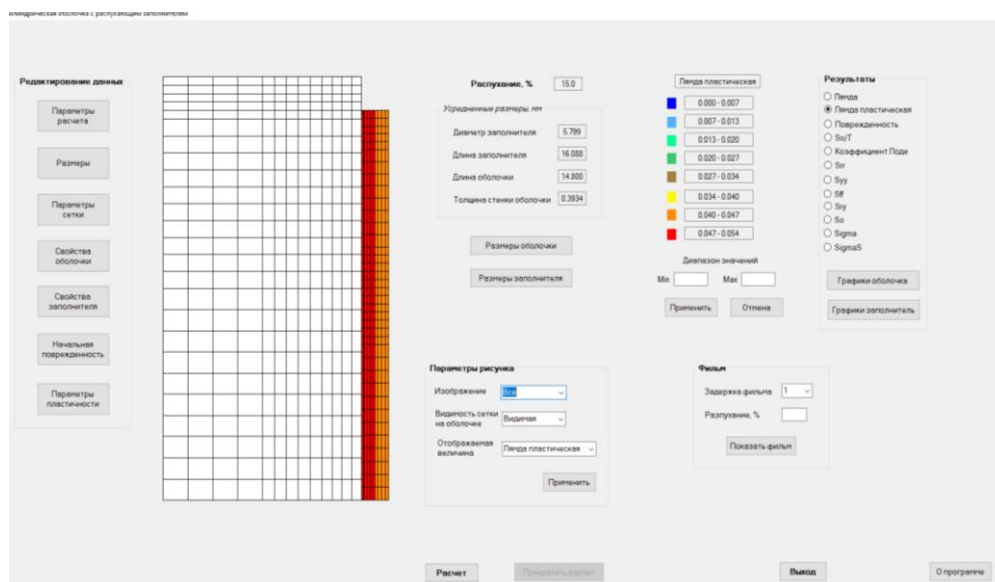 цилиндрическая оболочка с распухающим заполнителем
Редактирование данных
Параметры
расчета
Размеры
Параметры
сетки
Свойства
оболочки
Свойства
заполнителя
Начальная
поврежденность
Параметры
пластичности
Распухание, % 15.0
Усредненные размеры, мм
Диаметр заполнителя 5.799
Длина заполнителя 16.088
Длина оболочки 14.800
Толщина стенки оболочки 0.3934
Размеры оболочки
Размеры заполнителя
Лямда пластическая
0.000 - 0.007
0.007 - 0.013
0.013 - 0.020
0.020 - 0.027
0.027 - 0.034
0.034 - 0.040
0.040 - 0.047
0.047 - 0.054
Диапазон значений
Min Max
Применить Отмена
Результаты
Лямда
Лямда пластическая
Поврежденность
So/T
Коэффициент Лоде
Srr
Syy
Sff
Sry
So
Sigma
SigmaS
Графики оболочка
Графики заполнитель
Параметры рисунка
Изображение Все
Видимость сетки
на оболочке Видимая
Отображаемая
величина Лямда пластическая
Применить
Фильм
Задержка фильма 1
Распухание, %
Показать фильм
Расчет Прекратить расчет Выход О программе